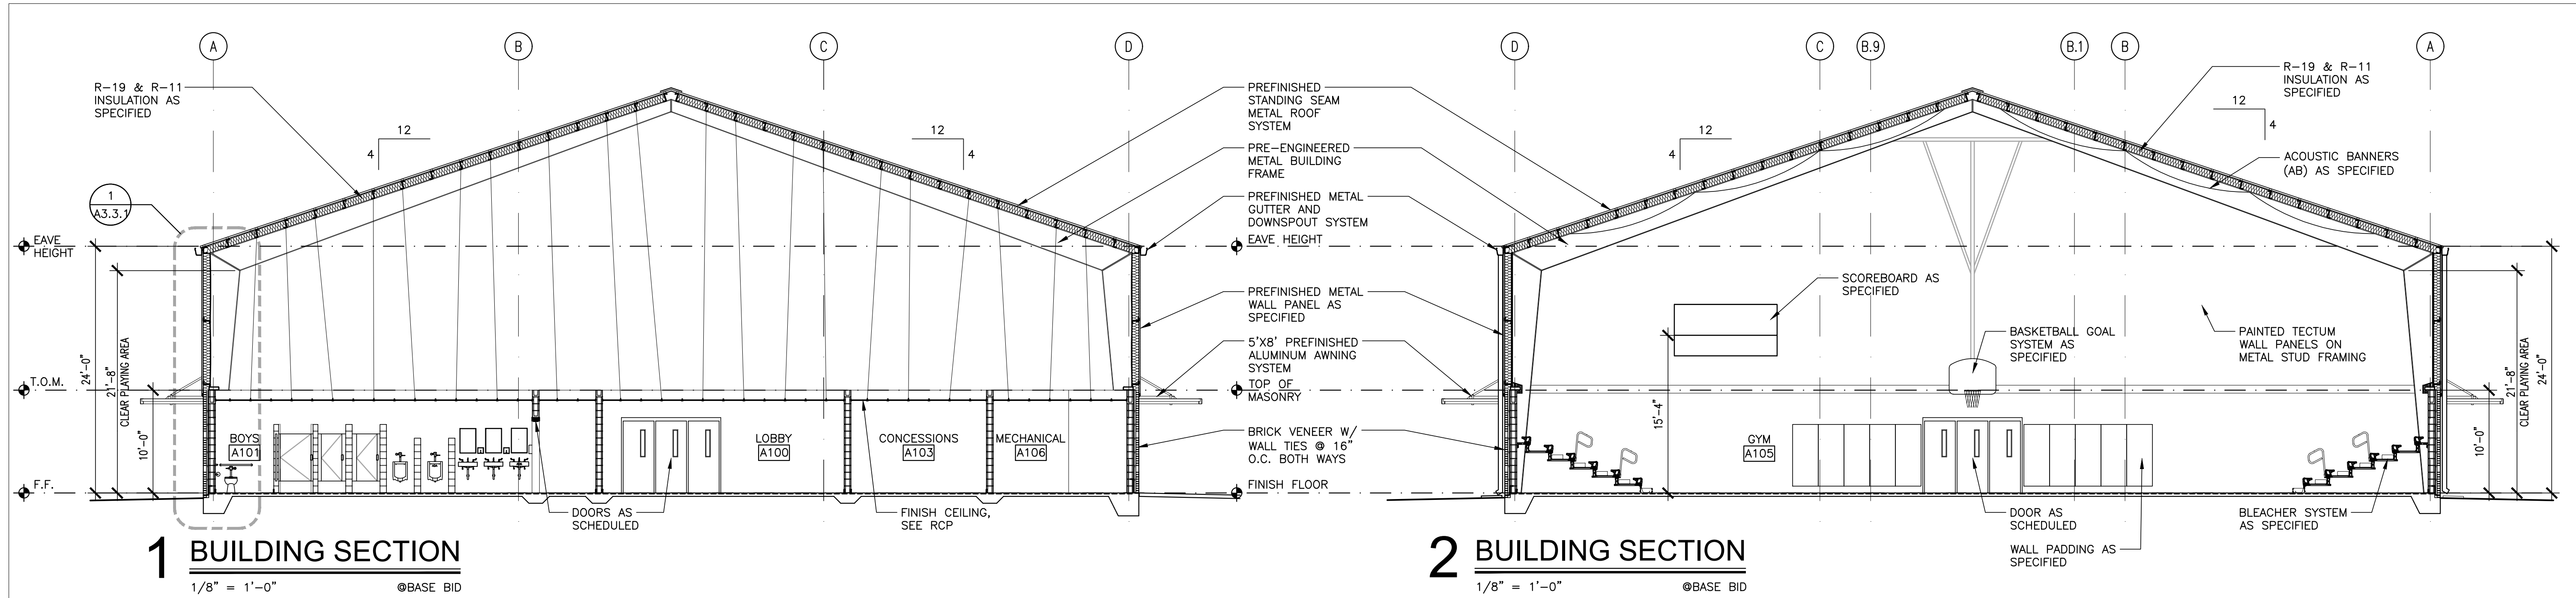 A
B
C
D
D
C
B.9
B.1
B
A
R-19 & R-11
INSULATION AS
SPECIFIED
12
4
12
4
PREFINISHED
STANDING SEAM
METAL ROOF
SYSTEM
PRE-ENGINEERED
METAL BUILDING
FRAME
PREFINISHED METAL
GUTTER AND
DOWNSPOUT SYSTEM
EAVE HEIGHT
PREFINISHED METAL
WALL PANEL AS
SPECIFIED
5'X8' PREFINISHED
ALUMINUM AWNING
SYSTEM
TOP OF
MASONRY
BRICK VENEER W/
WALL TIES @ 16"
O.C. BOTH WAYS
FINISH FLOOR
12
4
12
4
R-19 & R-11
INSULATION AS
SPECIFIED
ACOUSTIC BANNERS
(AB) AS SPECIFIED
1
A3.3.1
EAVE
HEIGHT
T.O.M.
F.F.
24'-0"
21'-8"
CLEAR PLAYING AREA
10'-0"
BOYS
A101
LOBBY
A100
CONCESSIONS
A103
MECHANICAL
A106
DOORS AS
SCHEDULED
FINISH CEILING,
SEE RCP
SCOREBOARD AS
SPECIFIED
BASKETBALL GOAL
SYSTEM AS
SPECIFIED
PAINTED TECTUM
WALL PANELS ON
METAL STUD FRAMING
15'-4"
GYM
A105
10'-0"
21'-8"
CLEAR PLAYING AREA
24'-0"
DOOR AS
SCHEDULED
WALL PADDING AS
SPECIFIED
BLEACHER SYSTEM
AS SPECIFIED
1 BUILDING SECTION
1/8" = 1'-0" @BASE BID
2 BUILDING SECTION
1/8" = 1'-0" @BASE BID